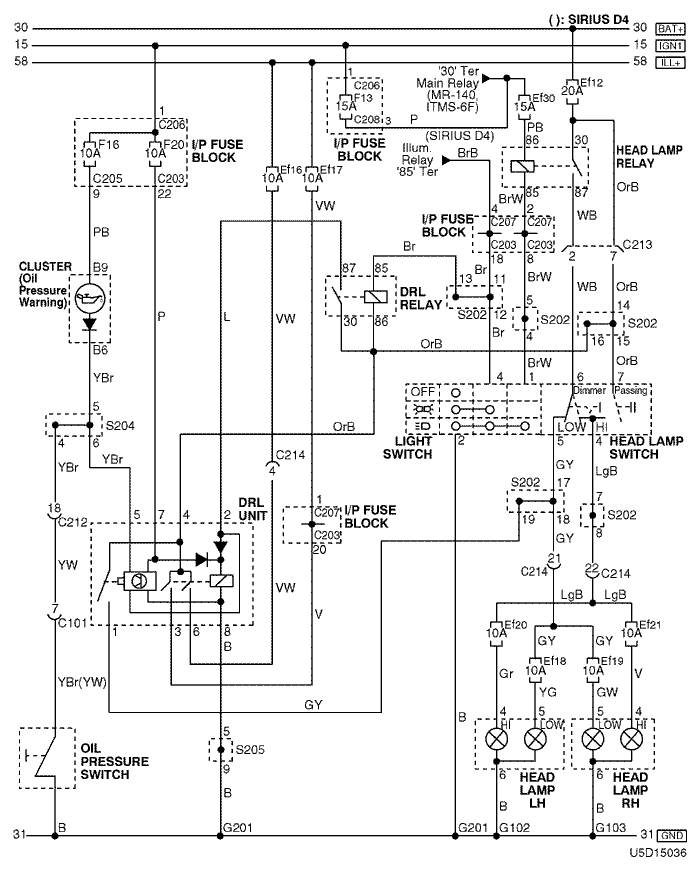 ( ): SIRIUS D4
30 30 BAT+
15 15 IGN1
58 58 ILL+
1
C206
F16
10A
F20
10A
I/P FUSE
BLOCK
C205
C203
9
22
1
C206
F13
15A
C208
3
P
I/P FUSE
BLOCK
'30' Ter
Main Relay
(MR-140,
ITMS-6F)
(SIRIUS D4)
Illum.
Relay
'85' Ter
BrB
Ef30
15A
PB
Ef12
20A
86
30
85
87
HEAD LAMP
RELAY
OrB
BrW
WB
Ef16
10A
Ef17
10A
VW
4
2
I/P FUSE
BLOCK
C207
C207
C203
C203
18
8
2
7
C213
PB
CLUSTER
(Oil
Pressure
Warning)
B9
B6
YBr
P
L
VW
87
85
30
86
DRL
RELAY
Br
Br
13
11
S202
12
Br
BrW
5
S202
4
BrW
WB
OrB
14
S202
16
15
OrB
OrB
5
S204
4
6
YBr
YBr
OrB
C214
4
OFF
4
1
2
LIGHT
SWITCH
6
7
Dimmer
Passing
LOW
HI
5
4
HEAD LAMP
SWITCH
GY
LgB
18
C212
YW
7
C101
YBr(YW)
OIL
PRESSURE
SWITCH
DRL
UNIT
5
7
4
2
1
3
6
8
B
1
C207
C203
20
I/P FUSE
BLOCK
VW
V
S202
17
19
18
GY
7
S202
8
21
C214
22
C214
LgB
LgB
Ef20
10A
Ef21
10A
GY
GY
Ef18
10A
Ef19
10A
Gr
YG
GW
V
GY
4
HI
5
LOW
5
LOW
4
HI
6
6
HEAD
LAMP
LH
HEAD
LAMP
RH
5
S205
9
B
B
B
B
B
31
G201
G201
G102
G103
31 GND
U5D15036